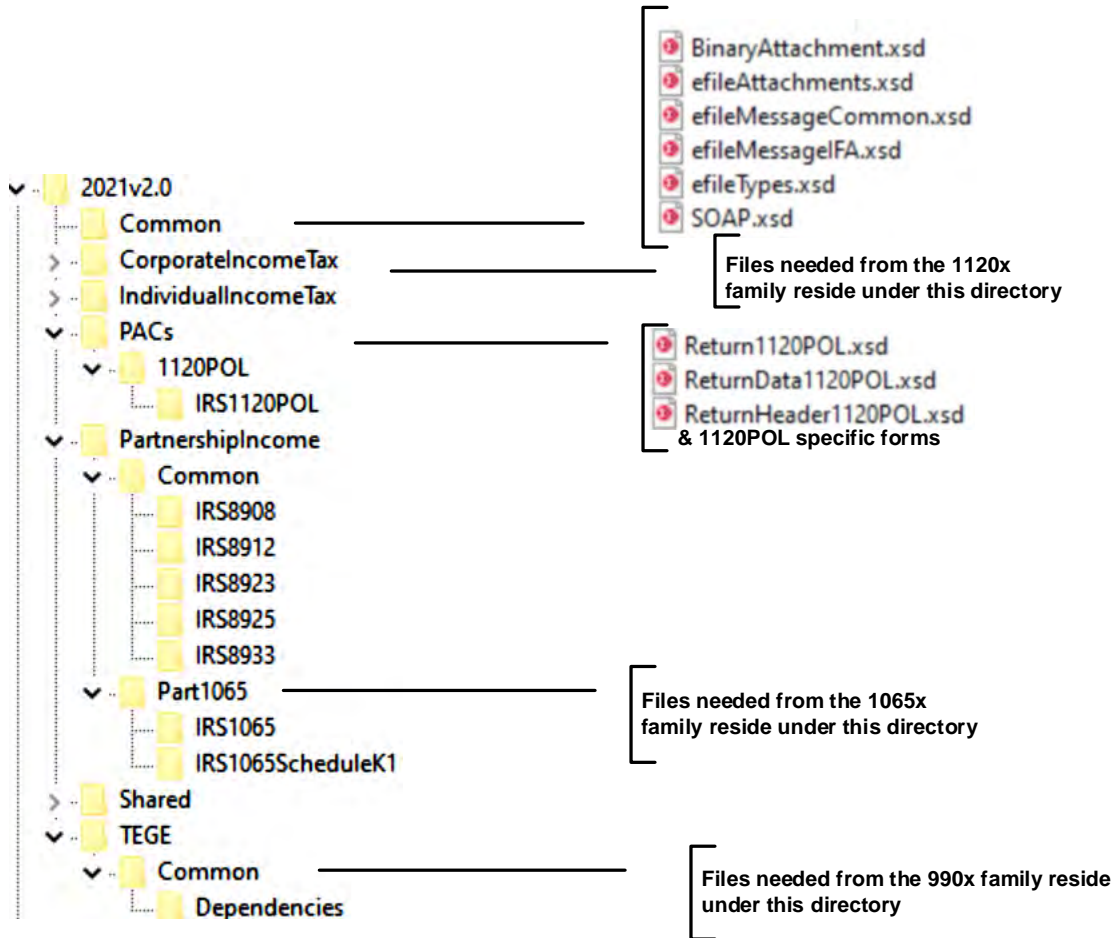 BinaryAttachment.xsd
efileAttachments.xsd
efileMessageCommon.xsd
efileMessageIFA.xsd
efileTypes.xsd
SOAP.xsd
2021v2.0
Common
CorporateIncomeTax
Files needed from the 1120x
family reside under this directory
IndividualIncomeTax
PACs
1120POL
IRS1120POL
Return1120POL.xsd
ReturnData1120POL.xsd
ReturnHeader1120POL.xsd
& 1120POL specific forms
PartnershipIncome
Common
IRS8908
IRS8912
IRS8923
IRS8925
IRS8933
Part1065
Files needed from the 1065x
family reside under this directory
IRS1065
IRS1065ScheduleK1
Shared
TEGE
Common
Files needed from the 990x family reside
under this directory
Dependencies